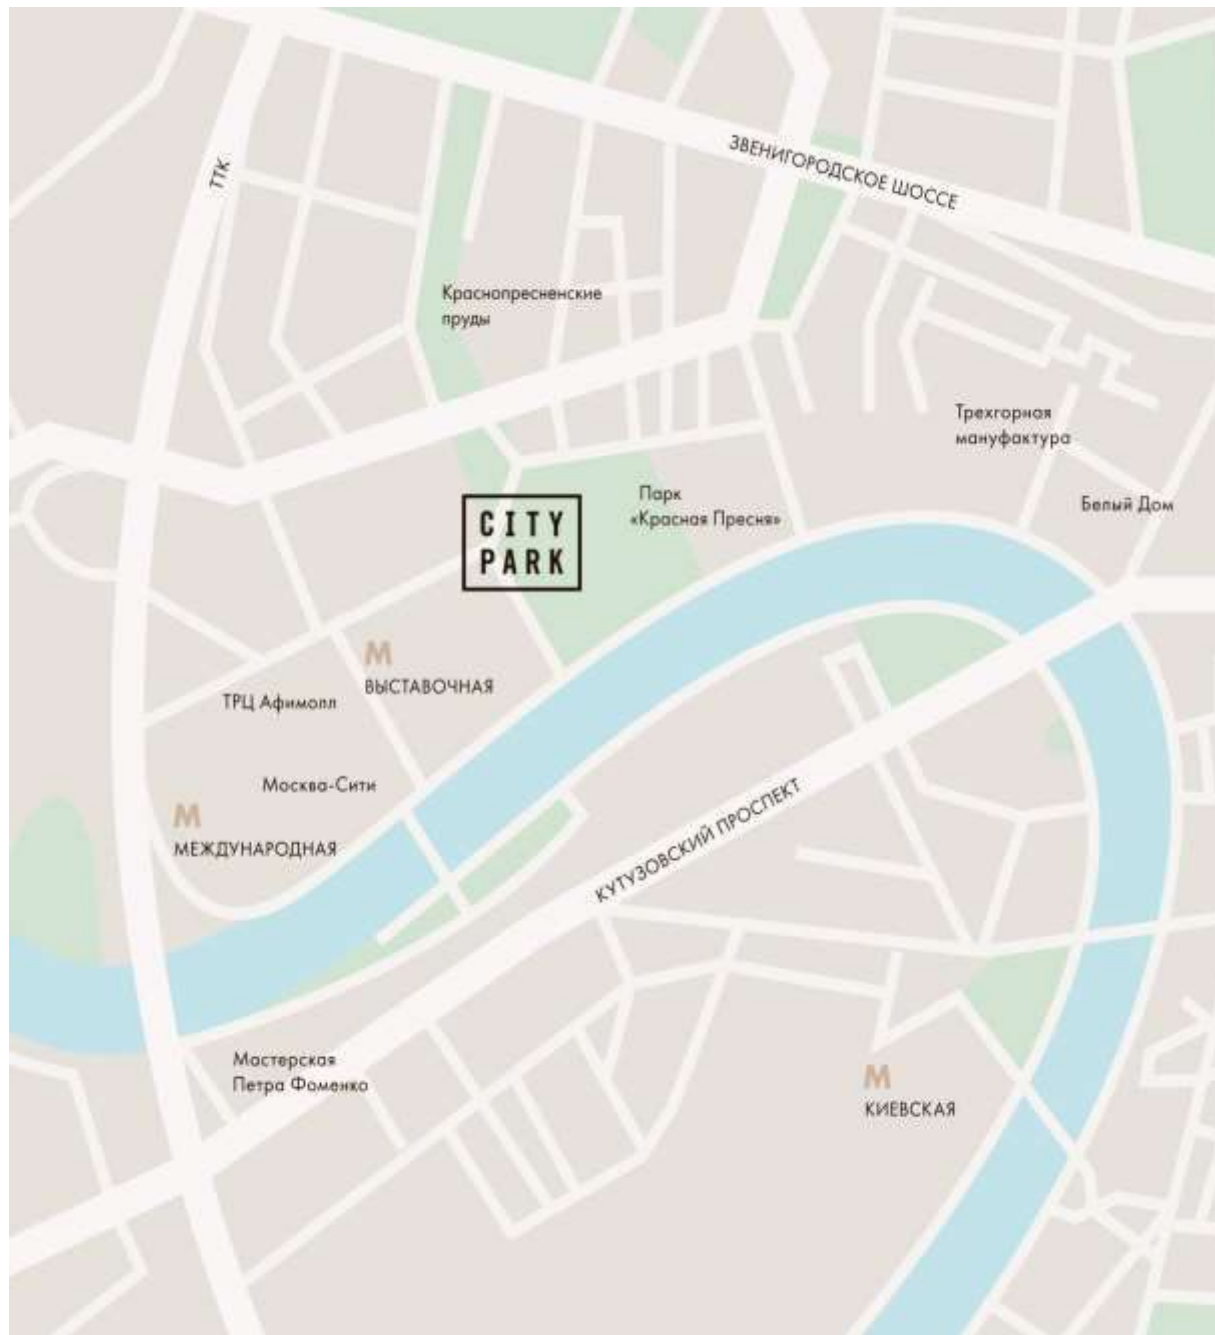 ЗВЕНИГОРОДСКОЕ ШОССЕ
ТТК
Краснопресненские
пруды
Трехгорная
мануфактура
Парк
«Красная Пресня»
Белый Дом
CITY
PARK
М
ВЫСТАВОЧНАЯ
ТРЦ Афимолл
Москва-Сити
М
МЕЖДУНАРОДНАЯ
КУТУЗОВСКИЙ ПРОСПЕКТ
Мастерская
Петра Фоменко
М
КИЕВСКАЯ